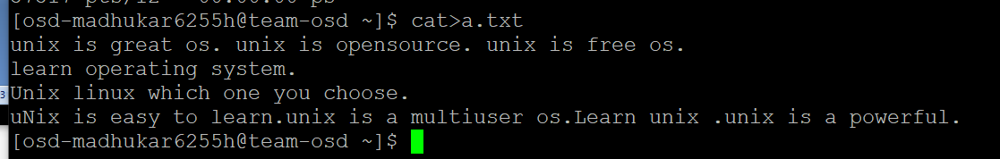 [osd-madhukar6255h@team-osd ~]$ cat>a.txt
unix is great os. unix is opensource. unix is free os.
learn operating system.
Unix linux which one you choose.
uNix is easy to learn.unix is a multiuser os.Learn unix .unix is a powerful.
[osd-madhukar6255h@team-osd ~]$